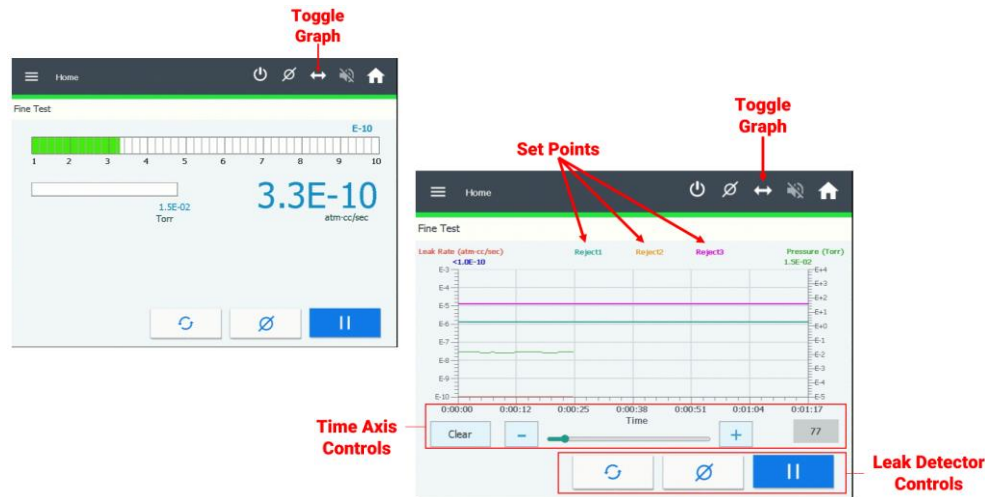 Toggle
Graph
Home
Fine Test
E-10
1 2 3 4 5 6 7 8 9 10
3.3E-10
1.5E-02
atm-cc/sec
Torr
Toggle
Graph
Set Points
Home
Fine Test
Leak Rate (atm-cc/sec) Reject1 Reject2 Reject3 Pressure (Torr)
<1.0E-10 1.5E-02
E-3 E+4
E+3
E-4
E+2
E-5
E+1
E-6 E+0
E-7 E-1
E-2
E-8
E-3
E-9
E-4
E-10 E-5
0:00:00 0:00:12 0:00:25 0:00:38 0:00:51 0:01:04 0:01:17
Time
Time Axis
Controls
Clear - + 77
Leak Detector
Controls